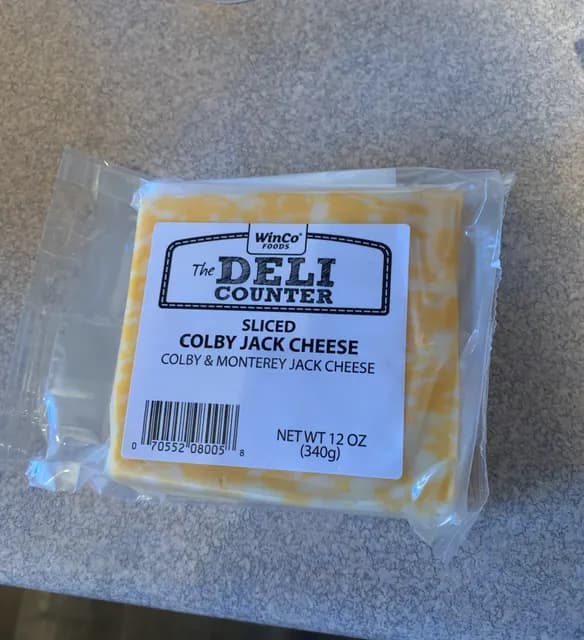 WinCo®
FOODS
The DELI
COUNTER
SLICED
COLBY JACK CHEESE
COLBY & MONTEREY JACK CHEESE
0 70552 08005 8
NET WT 12 OZ
(340g)